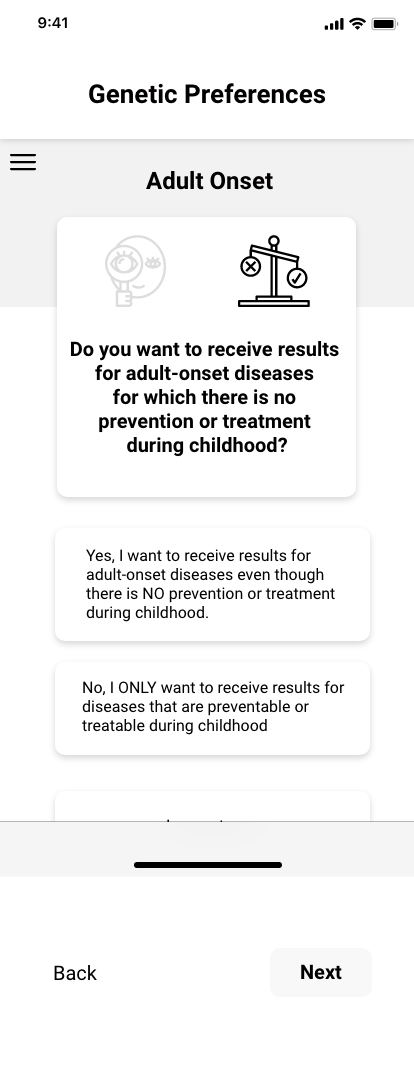 9:41
Genetic Preferences
Adult Onset
Do you want to receive results
for adult-onset diseases
for which there is no
prevention or treatment
during childhood?
Yes, I want to receive results for
adult-onset diseases even though
there is NO prevention or treatment
during childhood.
No, I ONLY want to receive results for
diseases that are preventable or
treatable during childhood
Back
Next